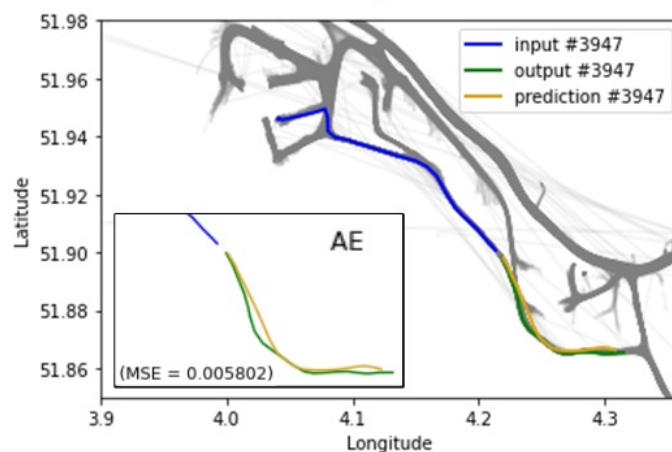 51.98
51.96
51.94
51.92
51.90
51.88
51.86
Latitude
input #3947
output #3947
prediction #3947
AE
(MSE = 0.005802)
3.9 4.0 4.1 4.2 4.3
Longitude